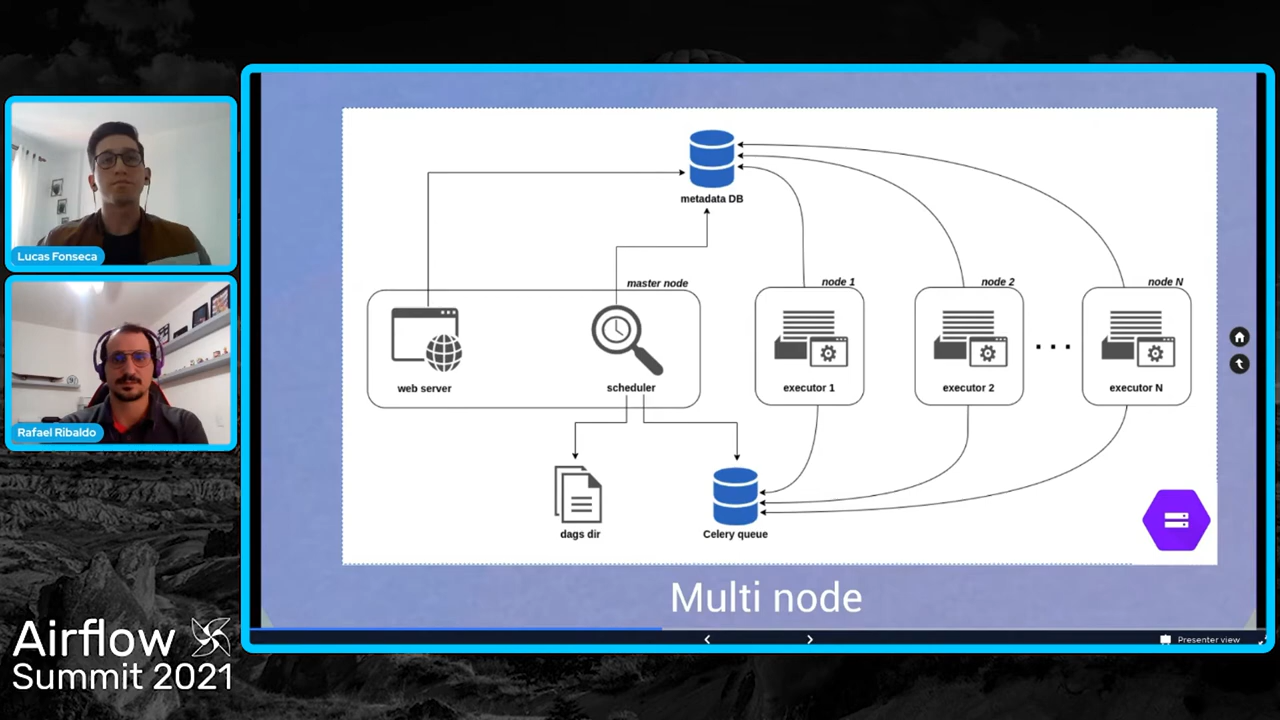 Lucas Fonseca
Rafael Ribaldo
Airflow
Summit 2021
metadata DB
master node
node 1
node 2
node N
web server
scheduler
executor 1
executor 2
...
executor N
dags dir
Celery queue
Multi node
Presenter view